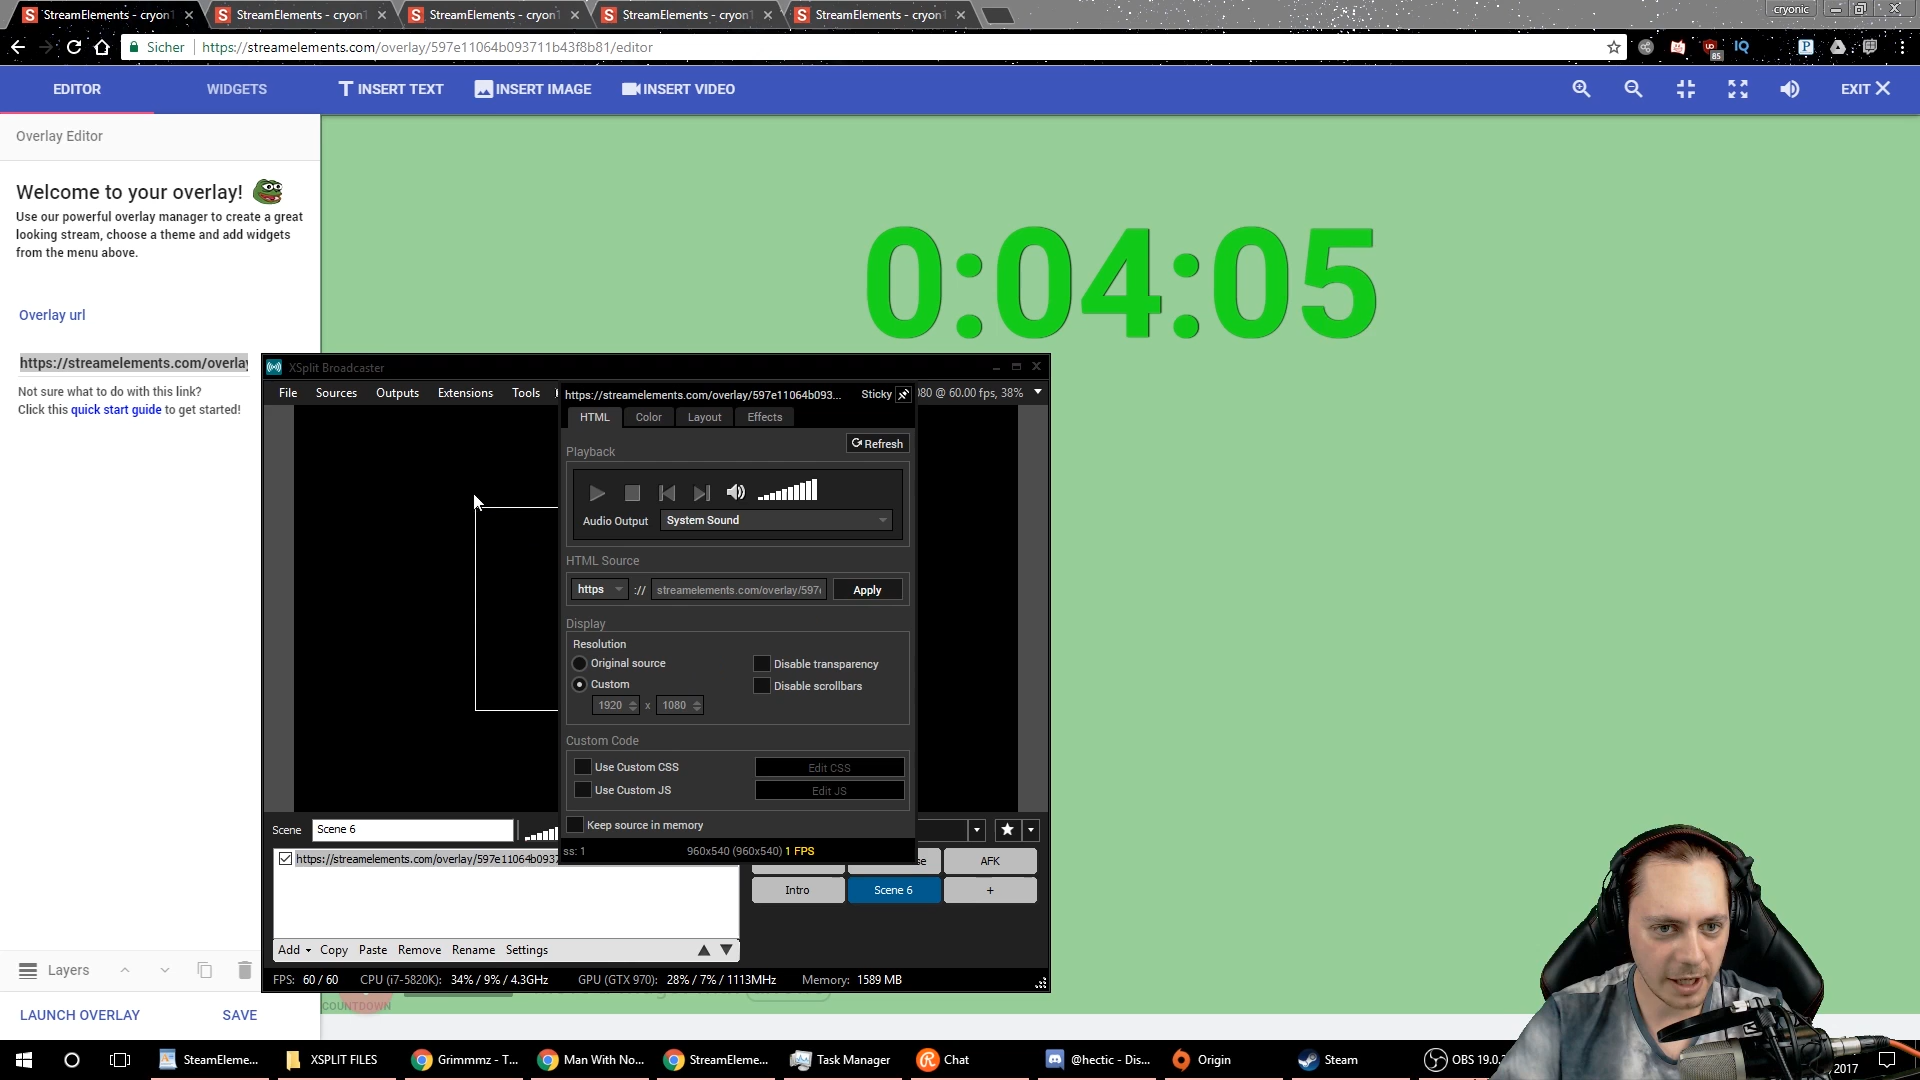 StreamElements - cryon1
StreamElements - cryon1
StreamElements - cryon1
StreamElements - cryon1
StreamElements - cryon1
cryonic
Sicher
https://streamelements.com/overlay/597e11064b093711b43f8b81/editor
85
IQ
EDITOR
WIDGETS
INSERT TEXT
INSERT IMAGE
INSERT VIDEO
EXIT
Overlay Editor
Welcome to your overlay!
Use our powerful overlay manager to create a great
looking stream, choose a theme and add widgets
from the menu above.
Overlay url
https://streamelements.com/overlay
Not sure what to do with this link?
Click this quick start guide to get started!
0:04:05
XSplit Broadcaster
File
Sources
Outputs
Extensions
Tools
https://streamelements.com/overlay/597e11064b093...
Sticky
080 @ 60.00 fps, 38%
HTML
Color
Layout
Effects
Refresh
Playback
Audio Output
System Sound
HTML Source
https
://
streamelements.com/overlay/597
Apply
Display
Resolution
Original source
Disable transparency
Custom
Disable scrollbars
1920
x
1080
Custom Code
Use Custom CSS
Edit CSS
Use Custom JS
Edit JS
Keep source in memory
ss: 1
960x540 (960x540) 1 FPS
Scene
Scene 6
https://streamelements.com/overlay/597e11064b0937
se
AFK
Intro
Scene 6
+
Add
Copy
Paste
Remove
Rename
Settings
FPS: 60 / 60
CPU (i7-5820K): 34% / 9% / 4.3GHz
GPU (GTX 970): 28% / 7% / 1113MHz
Memory: 1589 MB
Layers
COUNTDOWN
LAUNCH OVERLAY
SAVE
SteamEleme...
XSPLIT FILES
Grimmmz - T...
Man With No...
StreamEleme...
Task Manager
Chat
@hectic - Dis...
Origin
Steam
OBS 19.0.
2017